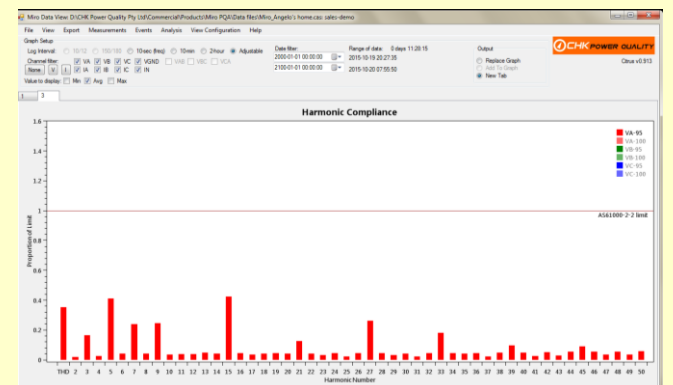 Miro Data View: D:\CHK Power Quality Pty Ltd\Commercial\Products\Miro PQA\Data files\Miro_Angelo's home.cas: sales-demo
File View Export Measurements Events Analysis View Configuration Help
Graph Setup
Log Interval: 10/12 150/180 10-sec (freq) 10min 2hour Adjustable
Channel filter: VA VB VC VGND VAB VBC VCA
None V I IA IB IC IN
Value to display: Min Avg Max
Date filter:
2000-01-01 00:00:00
2100-01-01 00:00:00
Range of data: 0 days 11:28:15
2015-10-19 20:27:35
2015-10-20 07:55:50
Output
Replace Graph
Add To Graph
New Tab
CHK POWER QUALITY
Citrus v0.913
1 3
Harmonic Compliance
VA-95
VA-100
VB-95
VB-100
VC-95
VC-100
AS61000-2-2 limit
Proportion of Limit
1.6
1.4
1.2
1
0.8
0.6
0.4
0.2
0
THD 2 3 4 5 6 7 8 9 10 11 12 13 14 15 16 17 18 19 20 21 22 23 24 25 26 27 28 29 30 31 32 33 34 35 36 37 38 39 40 41 42 43 44 45 46 47 48 49 50
Harmonic Number